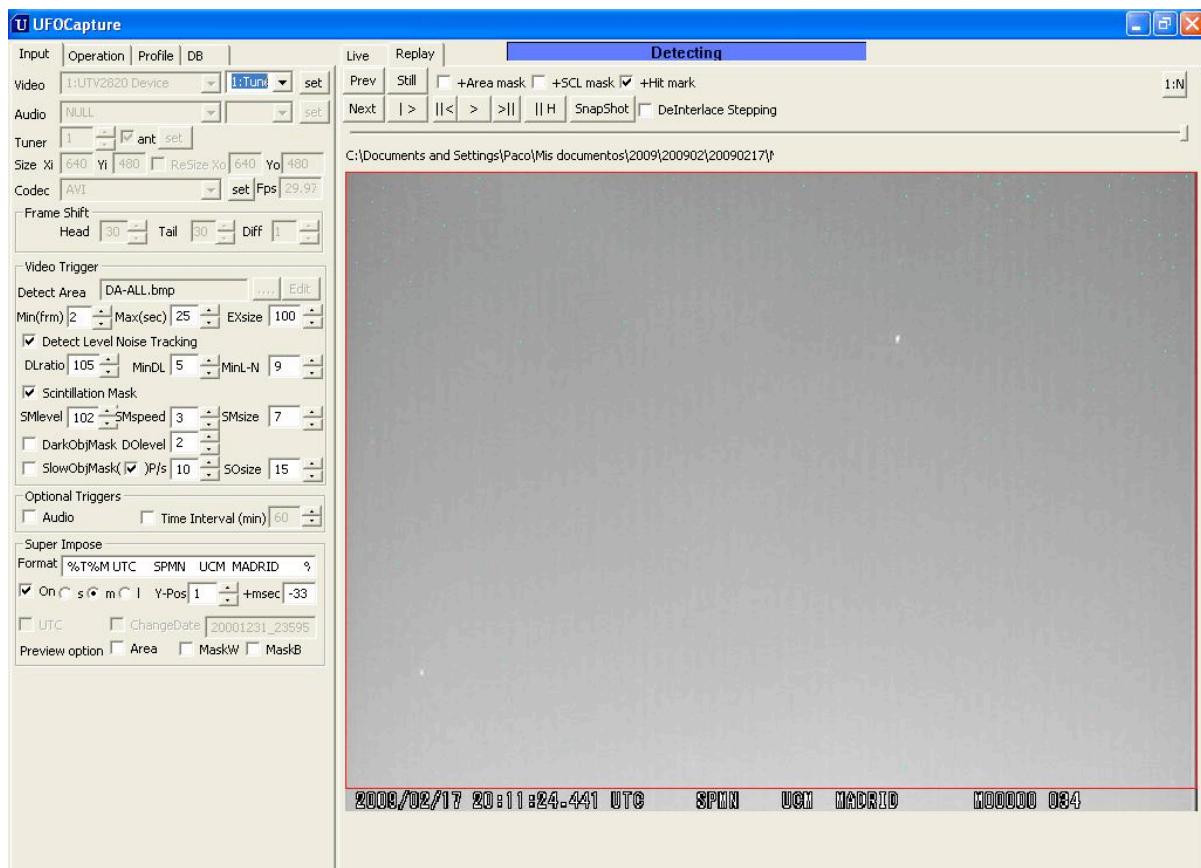 UFOCapture
Input Operation Profile DB
Video 1:UTV2820 Device 1:Tune set
Audio NULL set
Tuner 1 ant set
Size Xi 640 Yi 480 ReSize Xo 640 Yo 480
Codec AVI set Fps 29.97
Frame Shift
Head 30 Tail 30 Diff 1
Video Trigger
Detect Area DA-ALL.bmp .... Edit
Min(frm) 2 Max(sec) 25 EXsize 100
Detect Level Noise Tracking
DLratio 105 MinDL 5 MinL-N 9
Scintillation Mask
SMlevel 102 SMspeed 3 SMsize 7
DarkObjMask DOlevel 2
SlowObjMask( )P/s 10 SOsize 15
Optional Triggers
Audio Time Interval (min) 60
Super Impose
Format %T%M UTC SPMN UCM MADRID %
On s m l Y-Pos 1 +msec -33
UTC ChangeDate 20001231_23595
Preview option Area MaskW MaskB
Live Replay Detecting
Prev Still +Area mask +SCL mask +Hit mark 1:N
Next |> ||< > >|| || H SnapShot DeInterlace Stepping
C:\Documents and Settings\Paco\Mis documentos\2009\200902\20090217\
2009/02/17 20:11:24.441 UTC SPMN UCM MADRID M00000 034